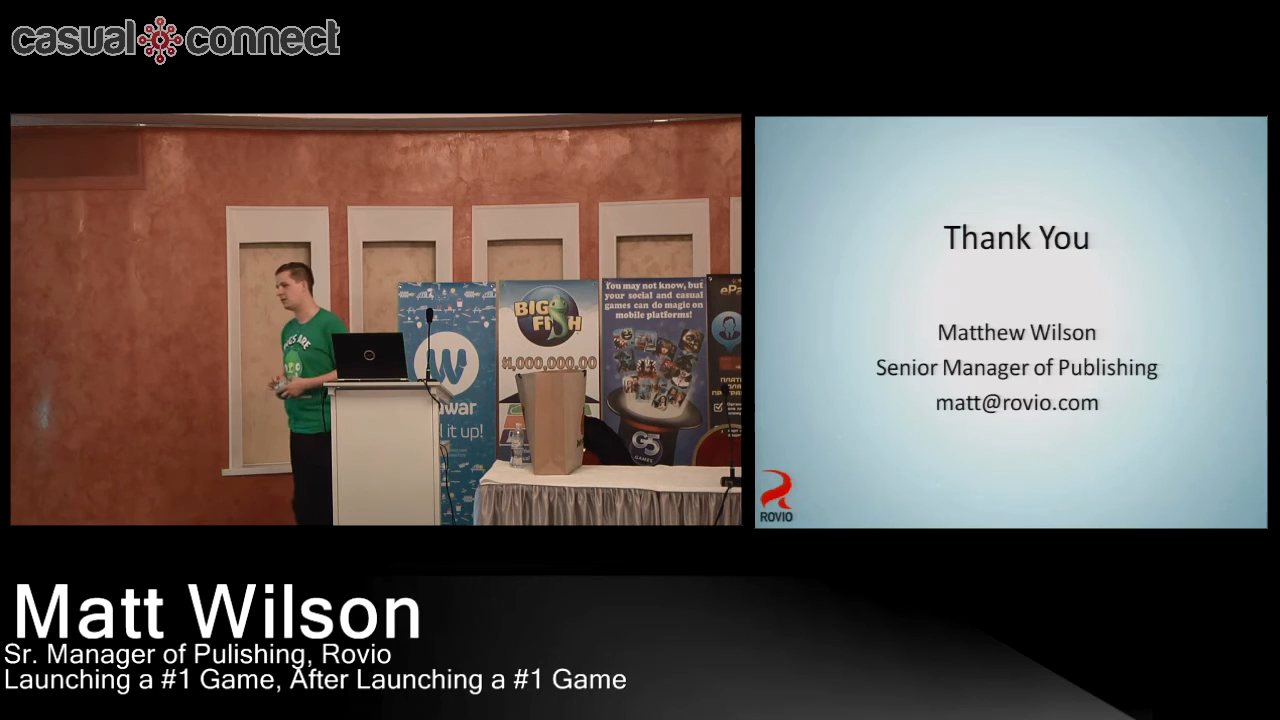 casual connect
BIG
FISH
$1,000,000.00
You may not know, but
your social and casual
games can do magic on
mobile platforms!
G5
GAMES
Thank You
Matthew Wilson
Senior Manager of Publishing
matt@rovio.com
ROVIO
Matt Wilson
Sr. Manager of Pulishing, Rovio
Launching a #1 Game, After Launching a #1 Game